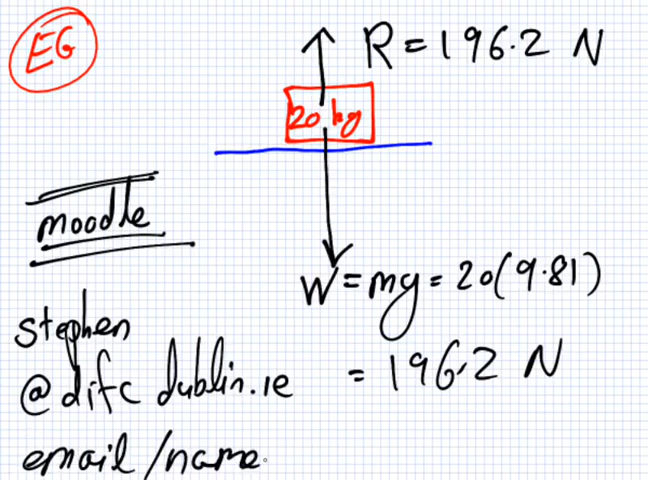 EG
R = 196.2 N
20 kg
W = mg = 20(9.81)
= 196.2 N
moodle
stephen
@difc dublin.ie
email/name.